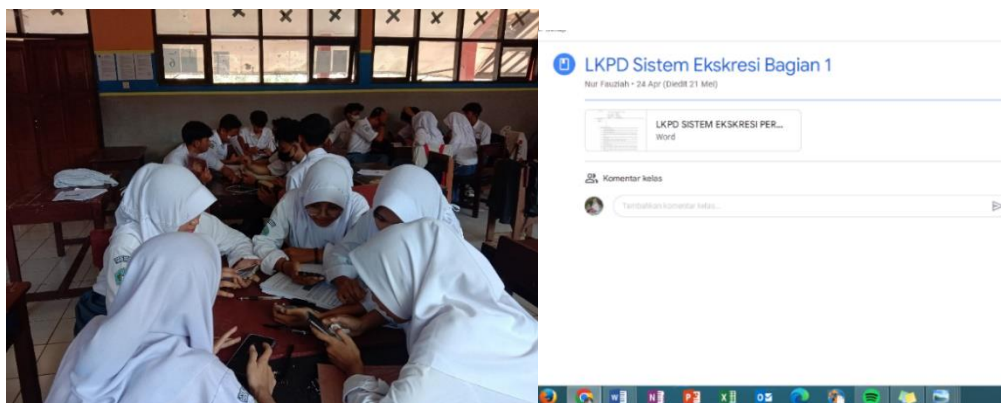 LKPD Sistem Ekskresi Bagian 1
Nur Fauziah • 24 Apr (Diedit 21 Mei)
LKPD SISTEM EKSKRESI PER...
Word
Komentar kelas
Tambahkan komentar kelas...